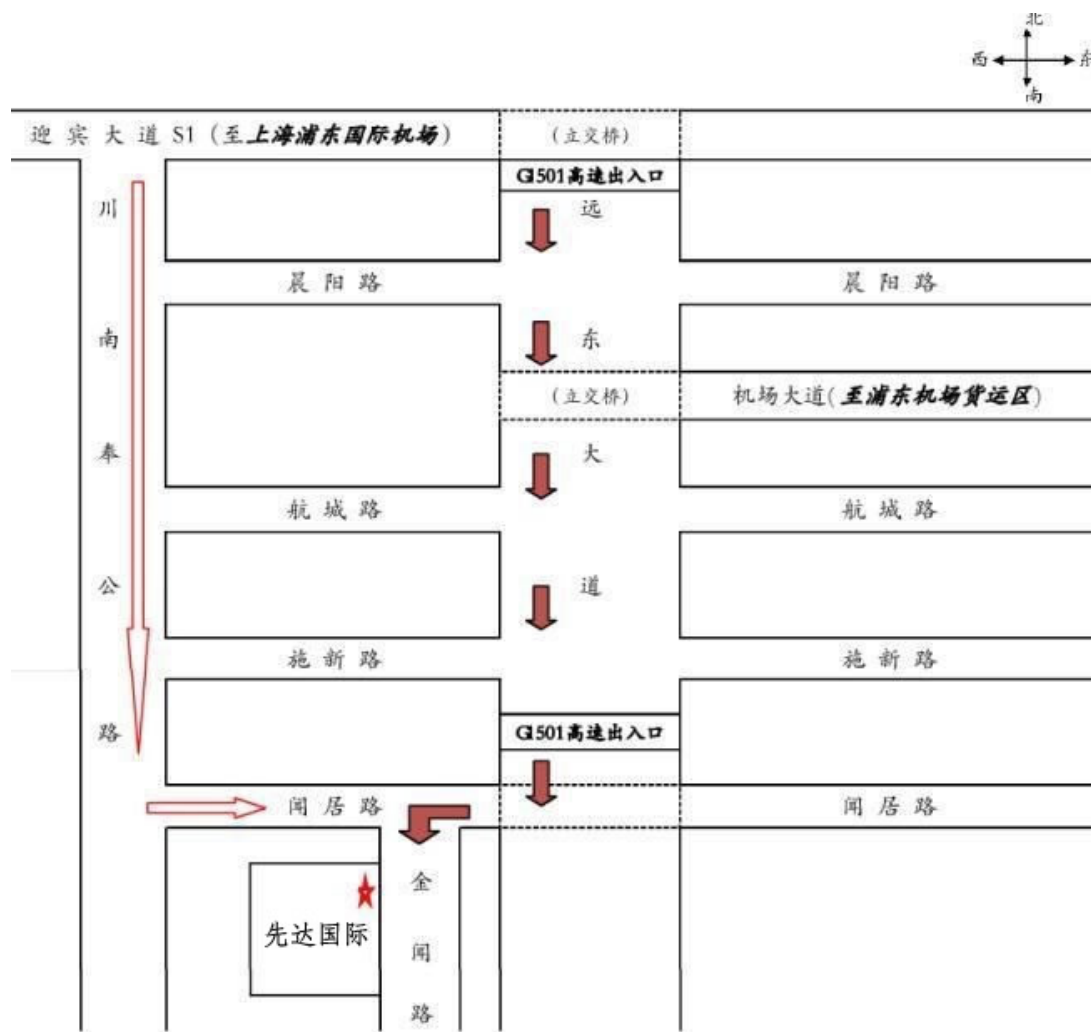 北
西 东
南
迎宾大道 S1 (至上海浦东国际机场)
(立交桥)
G1501高速出入口
川南奉公路
远东大道
晨阳路
晨阳路
(立交桥)
机场大道(至浦东机场货运区)
航城路
航城路
施新路
施新路
G1501高速出入口
闻居路
闻居路
金闻路
先达国际